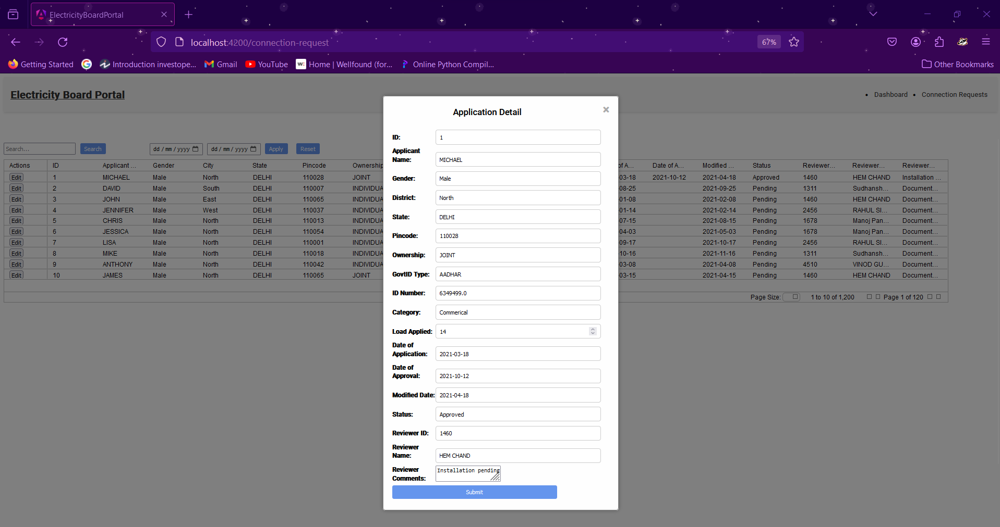 ElectricityBoardPortal
localhost:4200/connection-request
67%
Getting Started
Introduction investope...
Gmail
YouTube
Home | Wellfound (for...
Online Python Compil...
Other Bookmarks
Electricity Board Portal
Dashboard
Connection Requests
Search...
Search
dd / mm / yyyy
dd / mm / yyyy
Apply
Reset
Actions ID Applicant ... Gender City State Pincode Ownership of A... Date of A... Modified ... Status Reviewer... Reviewer... Reviewer...
Edit 1 MICHAEL Male North DELHI 110028 JOINT -03-18 2021-10-12 2021-04-18 Approved 1460 HEM CHAND Installation ...
Edit 2 DAVID Male South DELHI 110007 INDIVIDUA -08-25 2021-09-25 Pending 1311 Sudhansh... Document...
Edit 3 JOHN Male East DELHI 110065 INDIVIDUA -01-08 2021-02-08 Pending 1460 HEM CHAND Document...
Edit 4 JENNIFER Male West DELHI 110037 INDIVIDUA -01-14 2021-02-14 Pending 2456 RAHUL SI... Document...
Edit 5 CHRIS Male North DELHI 110013 INDIVIDUA -07-15 2021-08-15 Pending 1678 Manoj Pan... Document...
Edit 6 JESSICA Male North DELHI 110054 INDIVIDUA -04-03 2021-05-03 Pending 1678 Manoj Pan... Document...
Edit 7 LISA Male North DELHI 110001 INDIVIDUA -09-17 2021-10-17 Pending 2456 RAHUL SI... Document...
Edit 8 MIKE Male North DELHI 110018 INDIVIDUA -10-16 2021-11-16 Pending 1311 Sudhansh... Document...
Edit 9 ANTHONY Male North DELHI 110042 INDIVIDUA -03-08 2021-04-08 Pending 4510 VINOD GU... Document...
Edit 10 JAMES Male North DELHI 110065 JOINT -03-15 2021-04-15 Pending 1460 HEM CHAND Document...
Page Size: 1 to 10 of 1,200 Page 1 of 120
Application Detail
ID: 1
Applicant
Name: MICHAEL
Gender: Male
District: North
State: DELHI
Pincode: 110028
Ownership: JOINT
GovtID Type: AADHAR
ID Number: 6349499.0
Category: Commerical
Load Applied: 14
Date of
Application: 2021-03-18
Date of
Approval: 2021-10-12
Modified Date: 2021-04-18
Status: Approved
Reviewer ID: 1460
Reviewer
Name: HEM CHAND
Reviewer
Comments: Installation pending
Submit